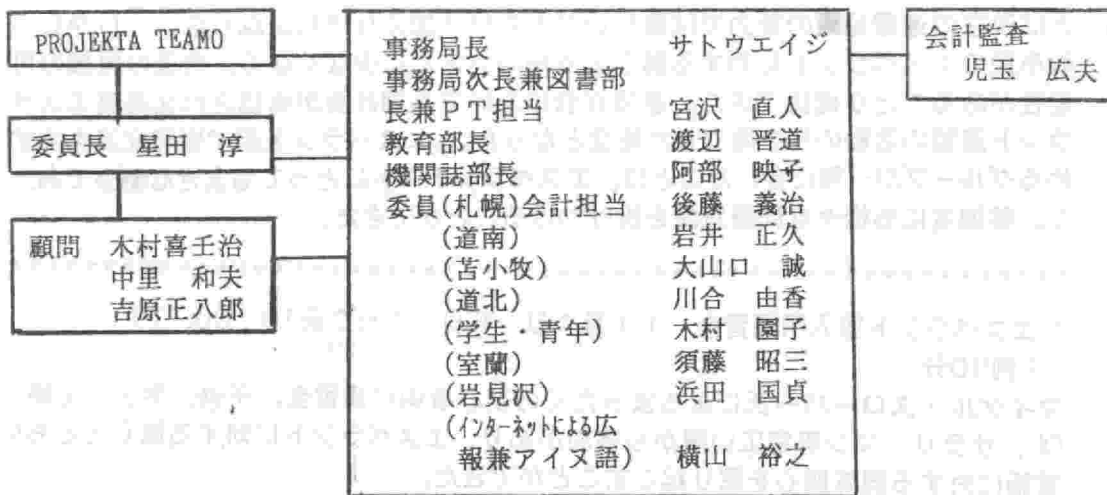 PROJEKTA TEAMO
委員長 星田 淳
顧問 木村喜壬治
中里 和夫
吉原正八郎
事務局長 サトウエイジ
事務局次長兼図書部
長兼PT担当 宮沢 直人
教育部長 渡辺 晋道
機関誌部長 阿部 映子
委員(札幌)会計担当 後藤 義治
(道南) 岩井 正久
(苫小牧) 大山口 誠
(道北) 川合 由香
(学生・青年) 木村 園子
(室蘭) 須藤 昭三
(岩見沢) 浜田 国貞
(インターネットによる広
報兼アイヌ語) 横山 裕之
会計監査
児玉 広夫